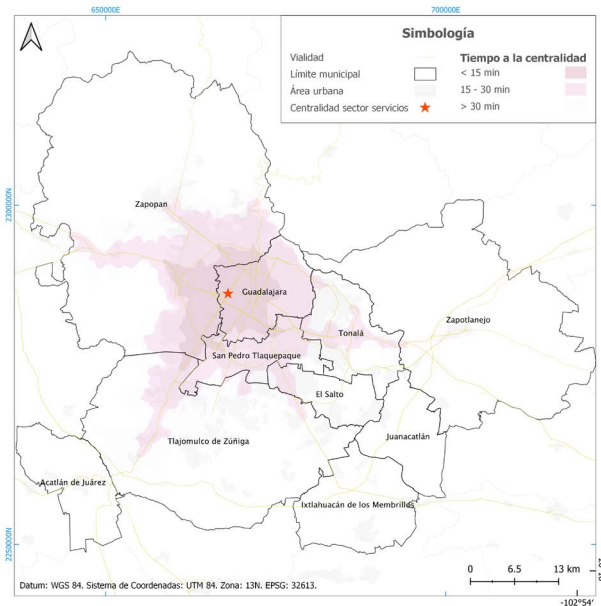 650000E
700000E
Simbología
Vialidad
Límite municipal
Área urbana
Centralidad sector servicios
Tiempo a la centralidad
< 15 min
15 - 30 min
> 30 min
2300000N
Zapopan
Guadalajara
Zapotlanejo
Tonalá
San Pedro Tlaquepaque
El Salto
Tlajomulco de Zúñiga
Juanacatlán
Acatlán de Juárez
Ixtlahuacán de los Membrillos
2250000N
0 6.5 13 km
Datum: WGS 84. Sistema de Coordenadas: UTM 84. Zona: 13N. EPSG: 32613.
-102°54'